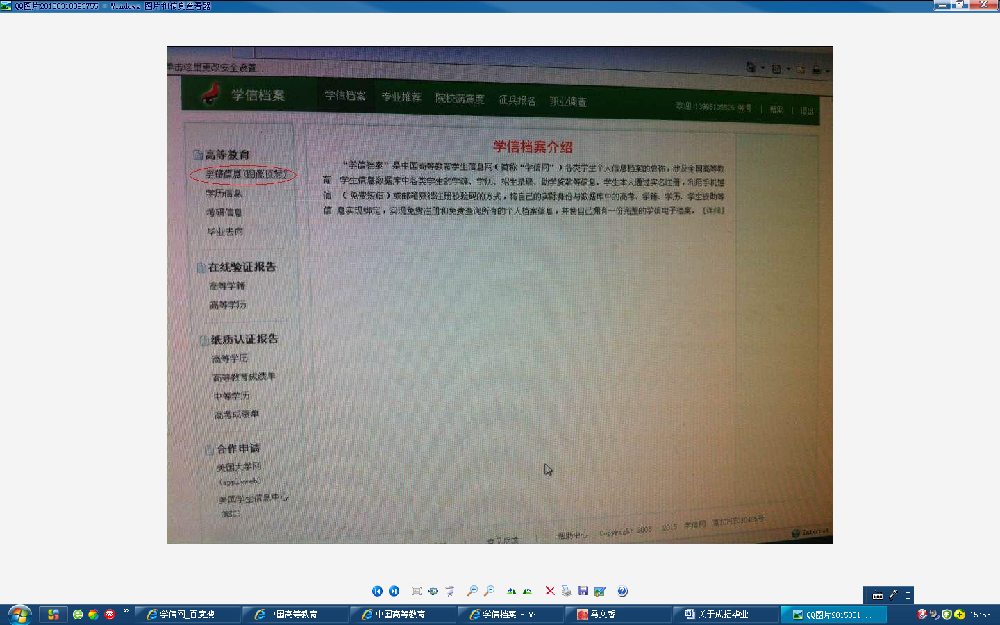 QQ图片20150318093755 - Windows 图片和传真查看器
单击这里更改安全设置...
学信档案
学信档案 专业推荐 院校满意度 征兵报名 职业调查
欢迎 13995105526 帐号 | 帮助 | 退出
高等教育
学籍信息(图像校对)
学历信息
考研信息
毕业去向
在线验证报告
高等学籍
高等学历
纸质认证报告
高等学历
高等教育成绩单
中等学历
高考成绩单
合作申请
美国大学网
(applyweb)
美国学生信息中心
(NSC)
学信档案介绍
“学信档案”是中国高等教育学生信息网(简称“学信网”)各类学生个人信息档案的总称,涉及全国高等教
育 学生信息数据库中各类学生的学籍、学历、招生录取、助学贷款等信息。学生本人通过实名注册,利用手机短
信 (免费短信)或邮箱获得注册校验码的方式,将自己的实际身份与数据库中的高考、学籍、学历、学生资助等
信 息实现绑定,实现免费注册和免费查询所有的个人档案信息,并使自己拥有一份完整的学信电子档案。 [详细]
意见反馈 | 帮助中心 Copyright 2003 - 2015 学信网 京ICP证030485号
Internet
学信网_百度搜... 中国高等教育... 中国高等教育... 学信档案 - Wi... 马文香 关于成招毕业... QQ图片2015031... 15:53